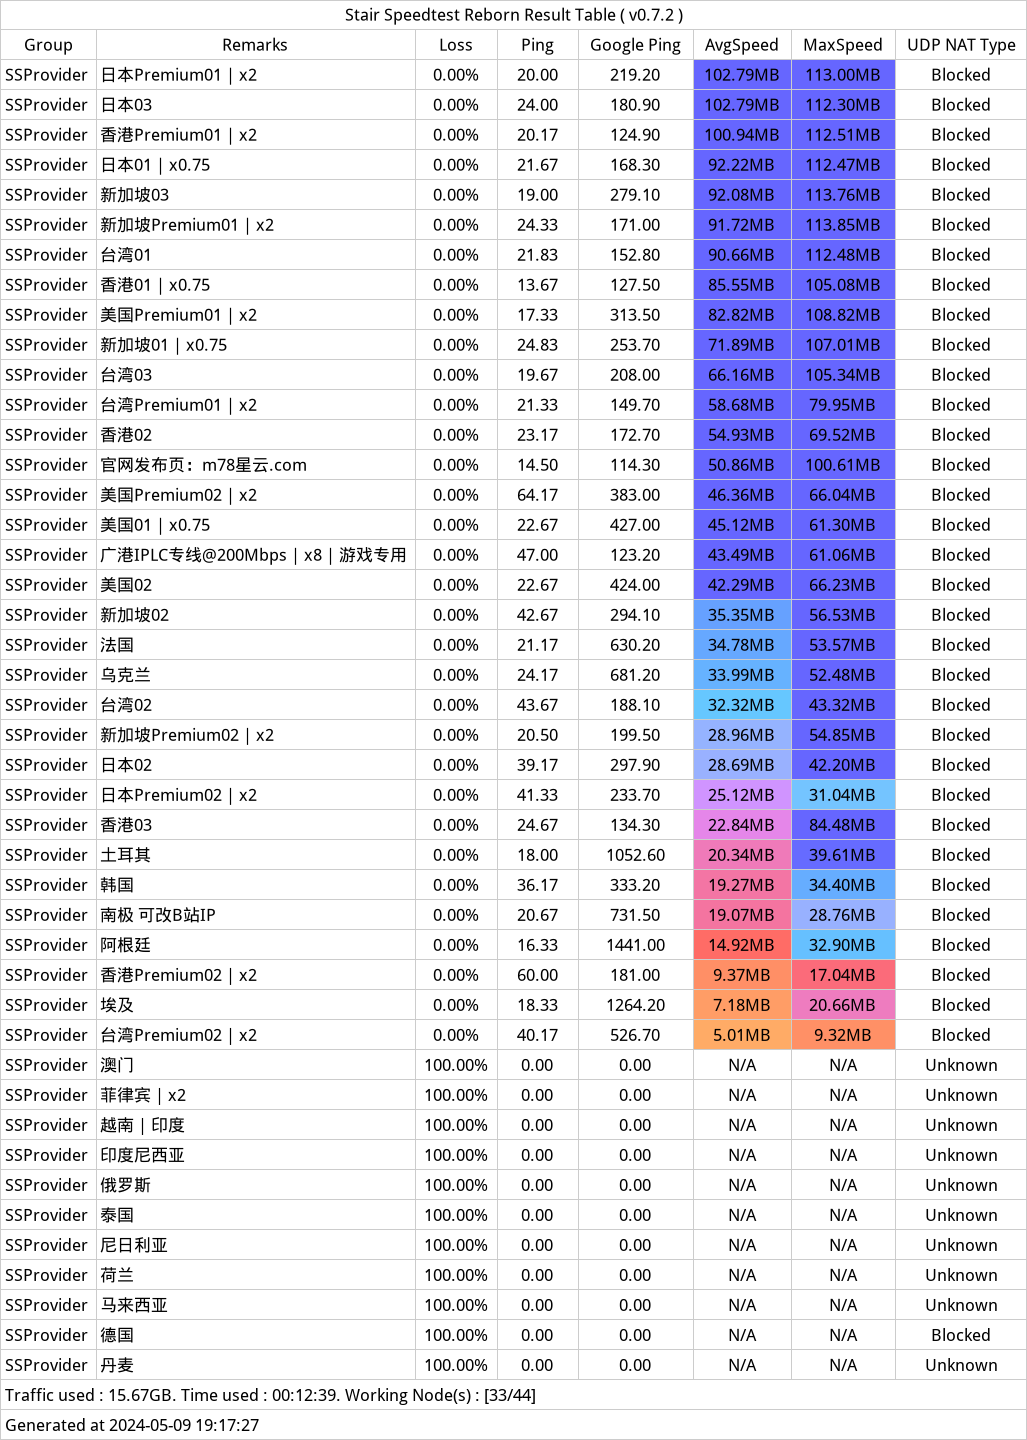 Stair Speedtest Reborn Result Table ( v0.7.2 )
Group Remarks Loss Ping Google Ping AvgSpeed MaxSpeed UDP NAT Type
SSProvider 日本Premium01 | x2 0.00% 20.00 219.20 102.79MB 113.00MB Blocked
SSProvider 日本03 0.00% 24.00 180.90 102.79MB 112.30MB Blocked
SSProvider 香港Premium01 | x2 0.00% 20.17 124.90 100.94MB 112.51MB Blocked
SSProvider 日本01 | x0.75 0.00% 21.67 168.30 92.22MB 112.47MB Blocked
SSProvider 新加坡03 0.00% 19.00 279.10 92.08MB 113.76MB Blocked
SSProvider 新加坡Premium01 | x2 0.00% 24.33 171.00 91.72MB 113.85MB Blocked
SSProvider 台湾01 0.00% 21.83 152.80 90.66MB 112.48MB Blocked
SSProvider 香港01 | x0.75 0.00% 13.67 127.50 85.55MB 105.08MB Blocked
SSProvider 美国Premium01 | x2 0.00% 17.33 313.50 82.82MB 108.82MB Blocked
SSProvider 新加坡01 | x0.75 0.00% 24.83 253.70 71.89MB 107.01MB Blocked
SSProvider 台湾03 0.00% 19.67 208.00 66.16MB 105.34MB Blocked
SSProvider 台湾Premium01 | x2 0.00% 21.33 149.70 58.68MB 79.95MB Blocked
SSProvider 香港02 0.00% 23.17 172.70 54.93MB 69.52MB Blocked
SSProvider 官网发布页：m78星云.com 0.00% 14.50 114.30 50.86MB 100.61MB Blocked
SSProvider 美国Premium02 | x2 0.00% 64.17 383.00 46.36MB 66.04MB Blocked
SSProvider 美国01 | x0.75 0.00% 22.67 427.00 45.12MB 61.30MB Blocked
SSProvider 广港IPLC专线@200Mbps | x8 | 游戏专用 0.00% 47.00 123.20 43.49MB 61.06MB Blocked
SSProvider 美国02 0.00% 22.67 424.00 42.29MB 66.23MB Blocked
SSProvider 新加坡02 0.00% 42.67 294.10 35.35MB 56.53MB Blocked
SSProvider 法国 0.00% 21.17 630.20 34.78MB 53.57MB Blocked
SSProvider 乌克兰 0.00% 24.17 681.20 33.99MB 52.48MB Blocked
SSProvider 台湾02 0.00% 43.67 188.10 32.32MB 43.32MB Blocked
SSProvider 新加坡Premium02 | x2 0.00% 20.50 199.50 28.96MB 54.85MB Blocked
SSProvider 日本02 0.00% 39.17 297.90 28.69MB 42.20MB Blocked
SSProvider 日本Premium02 | x2 0.00% 41.33 233.70 25.12MB 31.04MB Blocked
SSProvider 香港03 0.00% 24.67 134.30 22.84MB 84.48MB Blocked
SSProvider 土耳其 0.00% 18.00 1052.60 20.34MB 39.61MB Blocked
SSProvider 韩国 0.00% 36.17 333.20 19.27MB 34.40MB Blocked
SSProvider 南极 可改B站IP 0.00% 20.67 731.50 19.07MB 28.76MB Blocked
SSProvider 阿根廷 0.00% 16.33 1441.00 14.92MB 32.90MB Blocked
SSProvider 香港Premium02 | x2 0.00% 60.00 181.00 9.37MB 17.04MB Blocked
SSProvider 埃及 0.00% 18.33 1264.20 7.18MB 20.66MB Blocked
SSProvider 台湾Premium02 | x2 0.00% 40.17 526.70 5.01MB 9.32MB Blocked
SSProvider 澳门 100.00% 0.00 0.00 N/A N/A Unknown
SSProvider 菲律宾 | x2 100.00% 0.00 0.00 N/A N/A Unknown
SSProvider 越南 | 印度 100.00% 0.00 0.00 N/A N/A Unknown
SSProvider 印度尼西亚 100.00% 0.00 0.00 N/A N/A Unknown
SSProvider 俄罗斯 100.00% 0.00 0.00 N/A N/A Unknown
SSProvider 泰国 100.00% 0.00 0.00 N/A N/A Unknown
SSProvider 尼日利亚 100.00% 0.00 0.00 N/A N/A Unknown
SSProvider 荷兰 100.00% 0.00 0.00 N/A N/A Unknown
SSProvider 马来西亚 100.00% 0.00 0.00 N/A N/A Unknown
SSProvider 德国 100.00% 0.00 0.00 N/A N/A Blocked
SSProvider 丹麦 100.00% 0.00 0.00 N/A N/A Unknown
Traffic used : 15.67GB. Time used : 00:12:39. Working Node(s) : [33/44]
Generated at 2024-05-09 19:17:27